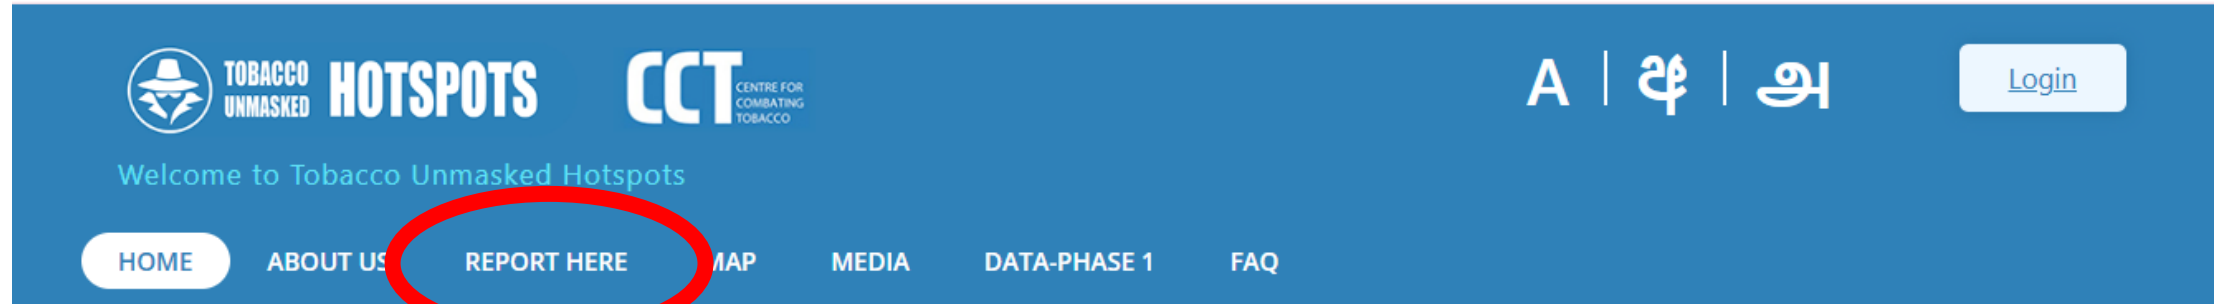 TOBACCO UNMASKED HOTSPOTS
CCT CENTRE FOR COMBATING TOBACCO
A | අ | அ
Login
Welcome to Tobacco Unmasked Hotspots
HOME ABOUT US REPORT HERE MAP MEDIA DATA-PHASE 1 FAQ